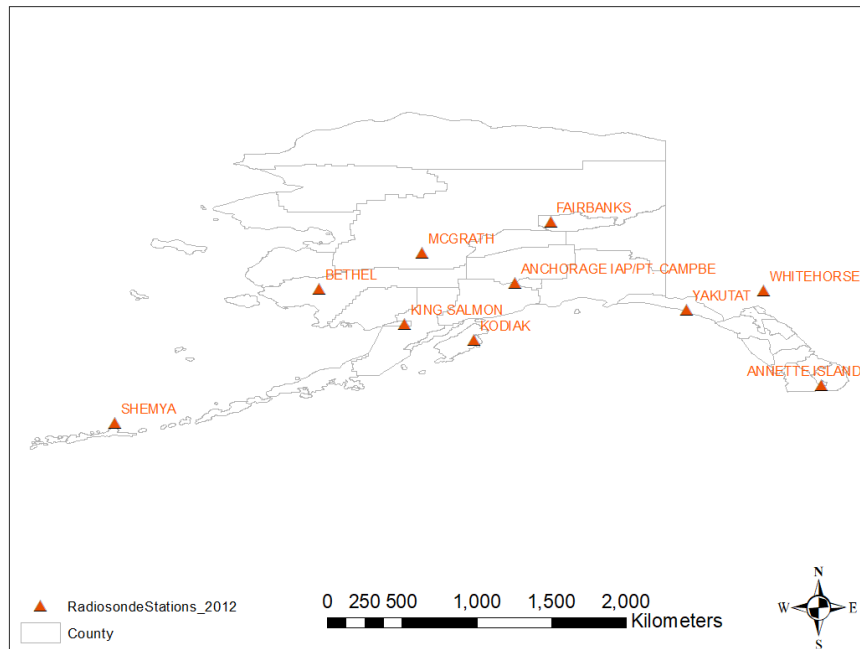 FAIRBANKS
MCGRATH
ANCHORAGE IAP/PT. CAMPBE
BETHEL
WHITEHORSE
YAKUTAT
KING SALMON
KODIAK
ANNETTE ISLAND
SHEMYA
RadiosondeStations_2012
County
0 250 500 1,000 1,500 2,000
Kilometers
N
W E
S